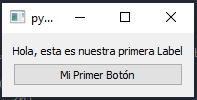 py...
Hola, esta es nuestra primera Label
Mi Primer Botón